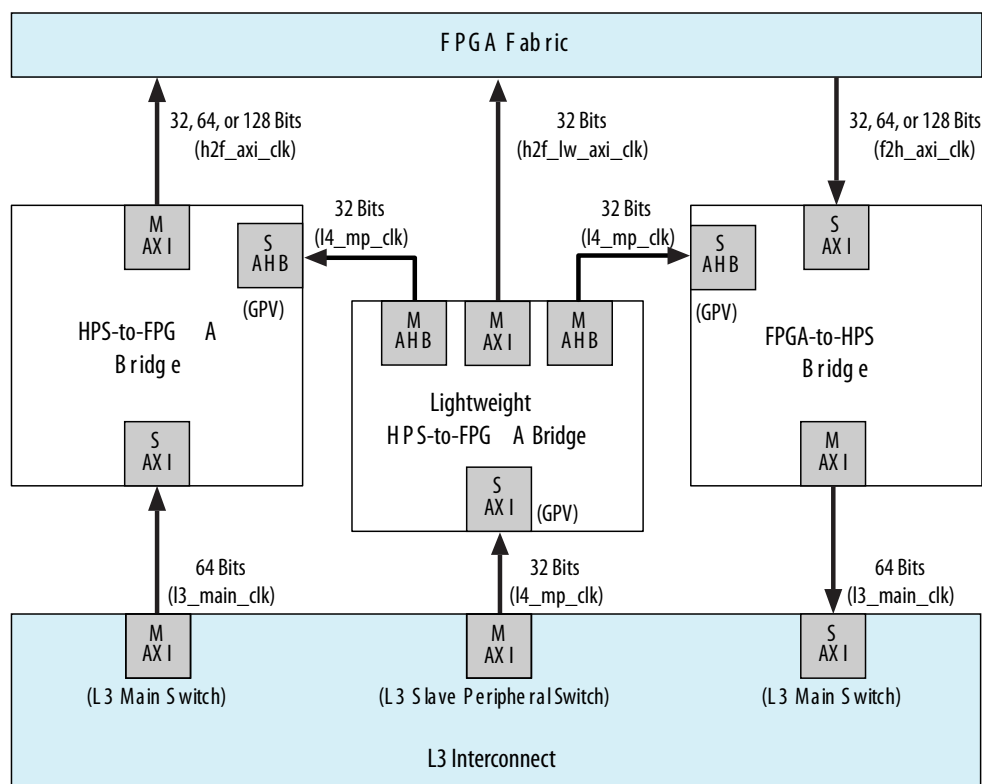 FPGA Fabric
32, 64, or 128 Bits
(h2f_axi_clk)
32 Bits
(h2f_lw_axi_clk)
32, 64, or 128 Bits
(f2h_axi_clk)
M
AXI
S
AHB
(GPV)
HPS-to-FPG A
Bridge
S
AXI
32 Bits
(l4_mp_clk)
32 Bits
(l4_mp_clk)
M
AHB
M
AXI
M
AHB
Lightweight
HPS-to-FPG A Bridge
S
AXI
(GPV)
S
AHB
(GPV)
S
AXI
FPGA-to-HPS
Bridge
M
AXI
64 Bits
(l3_main_clk)
32 Bits
(l4_mp_clk)
64 Bits
(l3_main_clk)
M
AXI
(L3 Main Switch)
M
AXI
(L3 Slave Peripheral Switch)
S
AXI
(L3 Main Switch)
L3 Interconnect